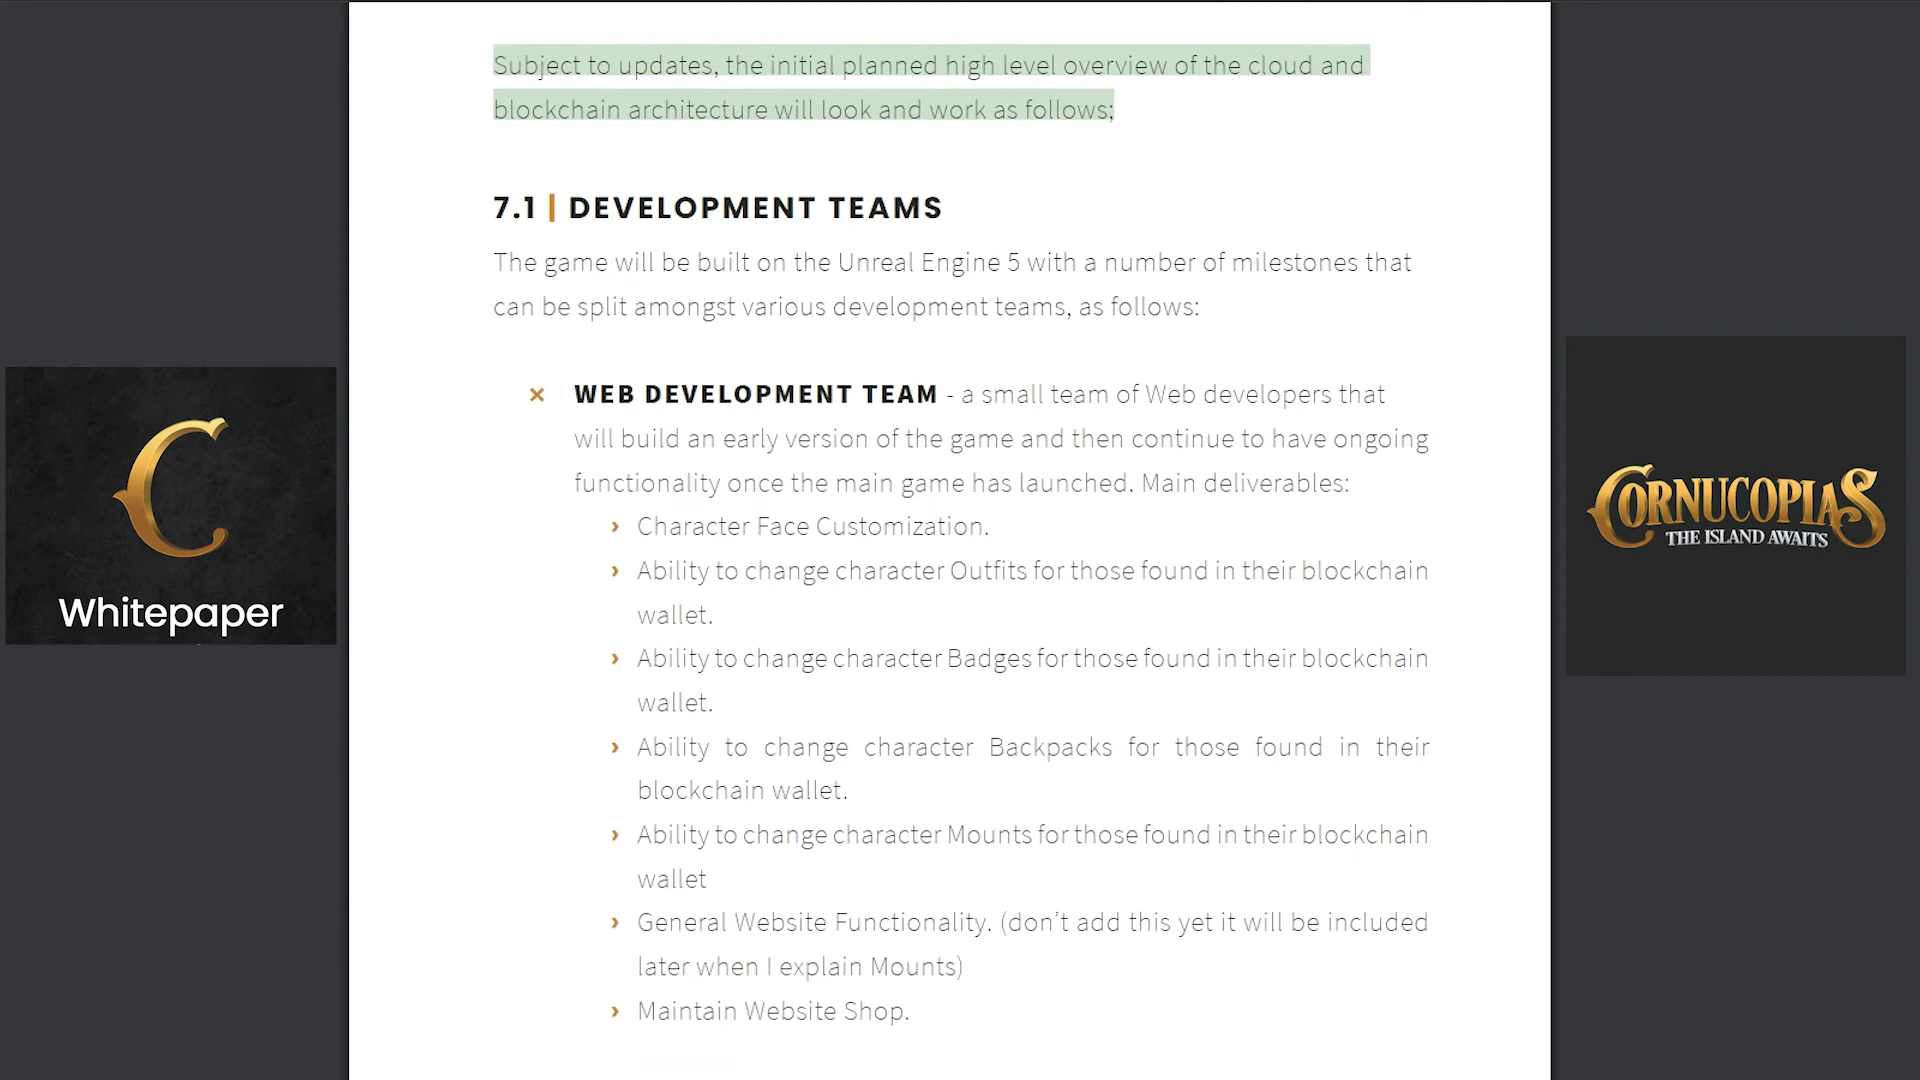 Subject to updates, the initial planned high level overview of the cloud and
blockchain architecture will look and work as follows;
7.1 | DEVELOPMENT TEAMS
The game will be built on the Unreal Engine 5 with a number of milestones that
can be split amongst various development teams, as follows:
× WEB DEVELOPMENT TEAM - a small team of Web developers that
will build an early version of the game and then continue to have ongoing
functionality once the main game has launched. Main deliverables:
› Character Face Customization.
› Ability to change character Outfits for those found in their blockchain
wallet.
› Ability to change character Badges for those found in their blockchain
wallet.
› Ability to change character Backpacks for those found in their
blockchain wallet.
› Ability to change character Mounts for those found in their blockchain
wallet
› General Website Functionality. (don’t add this yet it will be included
later when I explain Mounts)
› Maintain Website Shop.
C
Whitepaper
CORNUCOPIAS
THE ISLAND AWAITS